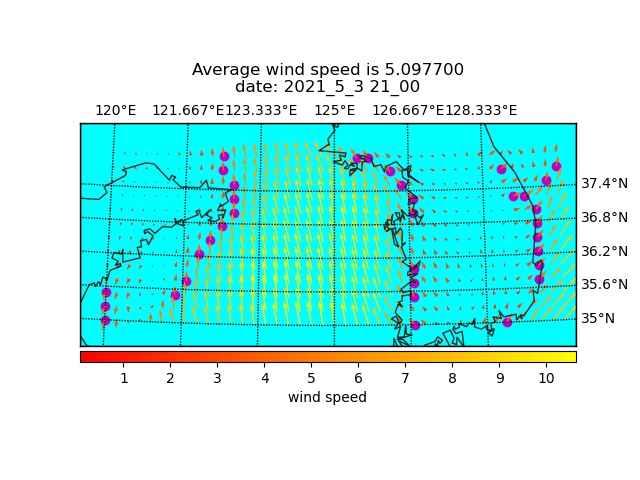 Average wind speed is 5.097700
date: 2021_5_3 21_00
120°E 121.667°E 123.333°E 125°E 126.667°E 128.333°E
37.4°N
36.8°N
36.2°N
35.6°N
35°N
1 2 3 4 5 6 7 8 9 10
wind speed